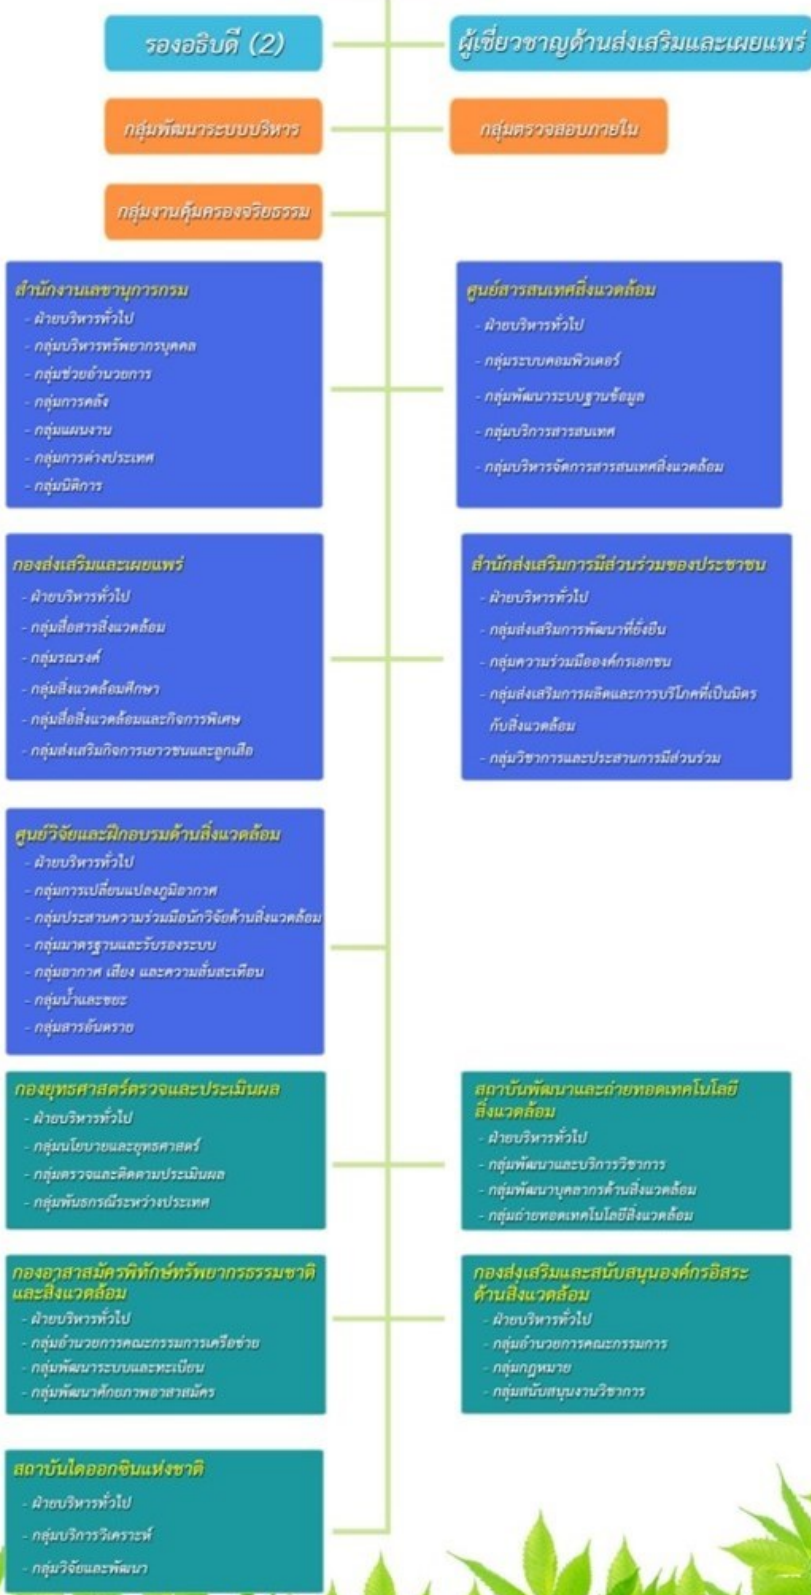 รองอธิบดี (2)
ผู้เชี่ยวชาญด้านส่งเสริมและเผยแพร่
กลุ่มพัฒนาระบบบริหาร
กลุ่มตรวจสอบภายใน
กลุ่มงานคุ้มครองจริยธรรม
สำนักงานเลขานุการกรม
- ฝ่ายบริหารทั่วไป
- กลุ่มบริหารทรัพยากรบุคคล
- กลุ่มช่วยอำนวยการ
- กลุ่มการคลัง
- กลุ่มแผนงาน
- กลุ่มการต่างประเทศ
- กลุ่มนิติการ
ศูนย์สารสนเทศสิ่งแวดล้อม
- ฝ่ายบริหารทั่วไป
- กลุ่มระบบคอมพิวเตอร์
- กลุ่มพัฒนาระบบฐานข้อมูล
- กลุ่มบริการสารสนเทศ
- กลุ่มบริหารจัดการสารสนเทศสิ่งแวดล้อม
กองส่งเสริมและเผยแพร่
- ฝ่ายบริหารทั่วไป
- กลุ่มสื่อสารสิ่งแวดล้อม
- กลุ่มรณรงค์
- กลุ่มสิ่งแวดล้อมศึกษา
- กลุ่มสื่อสิ่งแวดล้อมและกิจการพิเศษ
- กลุ่มส่งเสริมกิจการเยาวชนและลูกเสือ
สำนักส่งเสริมการมีส่วนร่วมของประชาชน
- ฝ่ายบริหารทั่วไป
- กลุ่มส่งเสริมการพัฒนาที่ยั่งยืน
- กลุ่มความร่วมมือองค์กรเอกชน
- กลุ่มส่งเสริมการผลิตและการบริโภคที่เป็นมิตร
กับสิ่งแวดล้อม
- กลุ่มวิชาการและประสานการมีส่วนร่วม
ศูนย์วิจัยและฝึกอบรมด้านสิ่งแวดล้อม
- ฝ่ายบริหารทั่วไป
- กลุ่มการเปลี่ยนแปลงภูมิอากาศ
- กลุ่มประสานความร่วมมือนักวิจัยด้านสิ่งแวดล้อม
- กลุ่มมาตรฐานและรับรองระบบ
- กลุ่มอากาศ เสียง และความสั่นสะเทือน
- กลุ่มน้ำและขยะ
- กลุ่มสารอันตราย
กองยุทธศาสตร์ตรวจและประเมินผล
- ฝ่ายบริหารทั่วไป
- กลุ่มนโยบายและยุทธศาสตร์
- กลุ่มตรวจและติดตามประเมินผล
- กลุ่มพันธกรณีระหว่างประเทศ
สถาบันพัฒนาและถ่ายทอดเทคโนโลยี
สิ่งแวดล้อม
- ฝ่ายบริหารทั่วไป
- กลุ่มพัฒนาและบริการวิชาการ
- กลุ่มพัฒนาบุคลากรด้านสิ่งแวดล้อม
- กลุ่มถ่ายทอดเทคโนโลยีสิ่งแวดล้อม
กองอาสาสมัครพิทักษ์ทรัพยากรธรรมชาติ
และสิ่งแวดล้อม
- ฝ่ายบริหารทั่วไป
- กลุ่มอำนวยการคณะกรรมการเครือข่าย
- กลุ่มพัฒนาระบบและทะเบียน
- กลุ่มพัฒนาศักยภาพอาสาสมัคร
กองส่งเสริมและสนับสนุนองค์กรอิสระ
ด้านสิ่งแวดล้อม
- ฝ่ายบริหารทั่วไป
- กลุ่มอำนวยการคณะกรรมการ
- กลุ่มกฎหมาย
- กลุ่มสนับสนุนงานวิชาการ
สถาบันไดออกซินแห่งชาติ
- ฝ่ายบริหารทั่วไป
- กลุ่มบริการวิเคราะห์
- กลุ่มวิจัยและพัฒนา